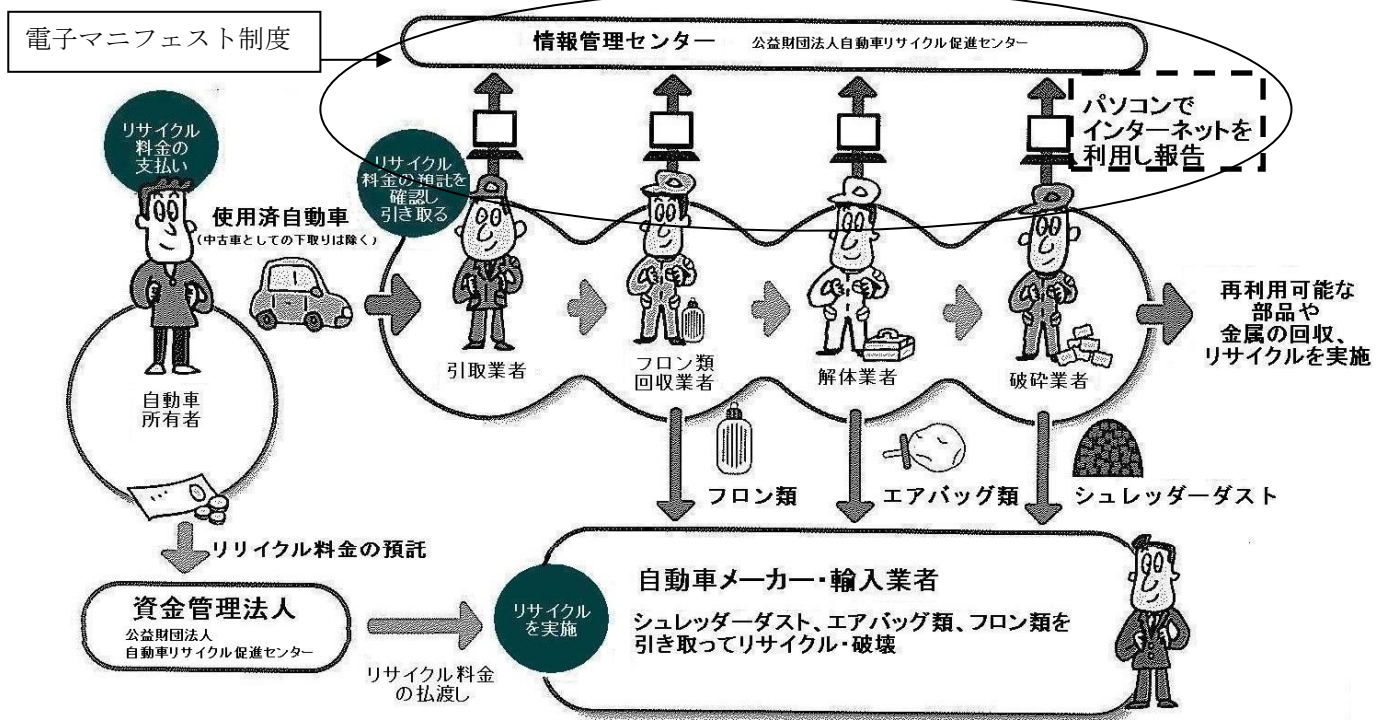 電子マニフェスト制度
情報管理センター 公益財団法人自動車リサイクル促進センター
パソコンで
インターネットを
利用し報告
リサイクル
料金の
支払い
リサイクル
料金の預託を
確認し
引き取る
使用済自動車
(中古車としての下取りは除く)
自動車
所有者
引取業者
フロン類
回収業者
解体業者
破砕業者
再利用可能な
部品や
金属の回収、
リサイクルを実施
フロン類
エアバッグ類
シュレッダーダスト
リリイクル料金の預託
資金管理法人
公益財団法人
自動車リサイクル促進センター
リサイクル料金
の払渡し
リサイクル
を実施
自動車メーカー・輸入業者
シュレッダーダスト、エアバッグ類、フロン類を
引き取ってリサイクル・破壊